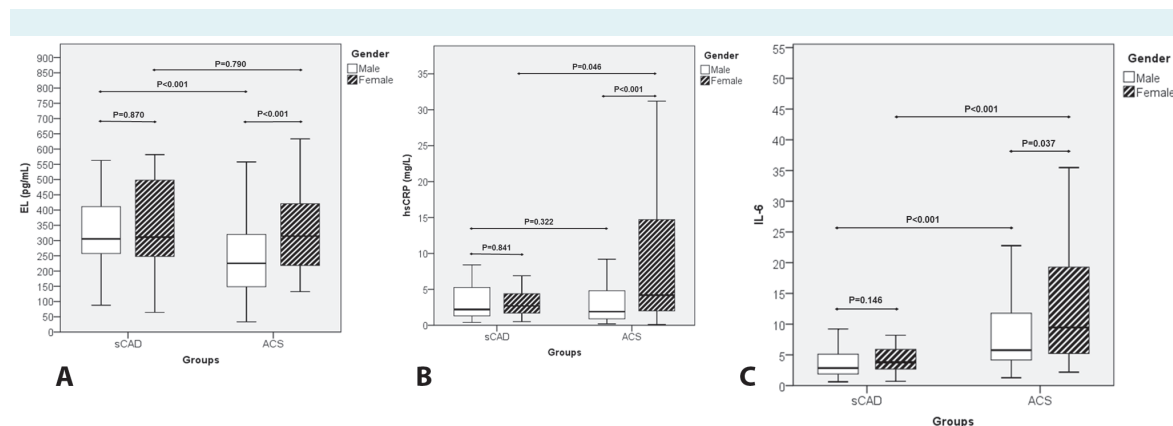 900
850
800
750
700
650
600
550
500
450
400
350
300
250
200
150
100
50
0
EL (pg/mL)
P=0.790
P<0.001
P=0.870
P<0.001
sCAD
ACS
Groups
Gender
Male
Female
A
35
30
25
20
15
10
5
0
hsCRP (mg/L)
P=0.046
P<0.001
P=0.322
P=0.841
sCAD
ACS
Groups
Gender
Male
Female
B
55
50
45
40
35
30
25
20
15
10
5
0
IL-6
P<0.001
P=0.037
P<0.001
P=0.146
sCAD
ACS
Groups
Gender
Male
Female
C